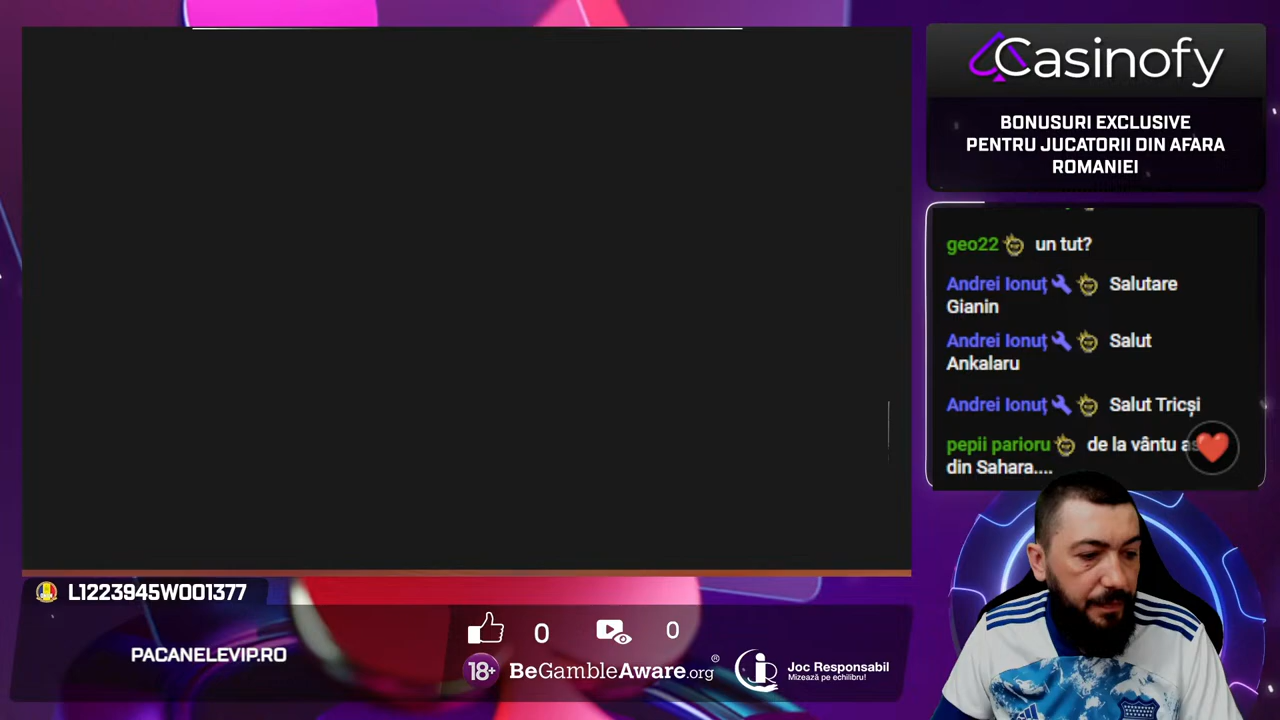 Casinofy
BONUSURI EXCLUSIVE
PENTRU JUCATORII DIN AFARA
ROMANIEI
geo22 un tut?
Andrei Ionuț Salutare
Gianin
Andrei Ionuț Salut
Ankalaru
Andrei Ionuț Salut Tricși
pepii parioru de la vântu
din Sahara....
L1223945W001377
PACANELEVIP.RO
0
0
18+ BeGambleAware.org®
Joc Responsabil
Mizează pe echilibru!